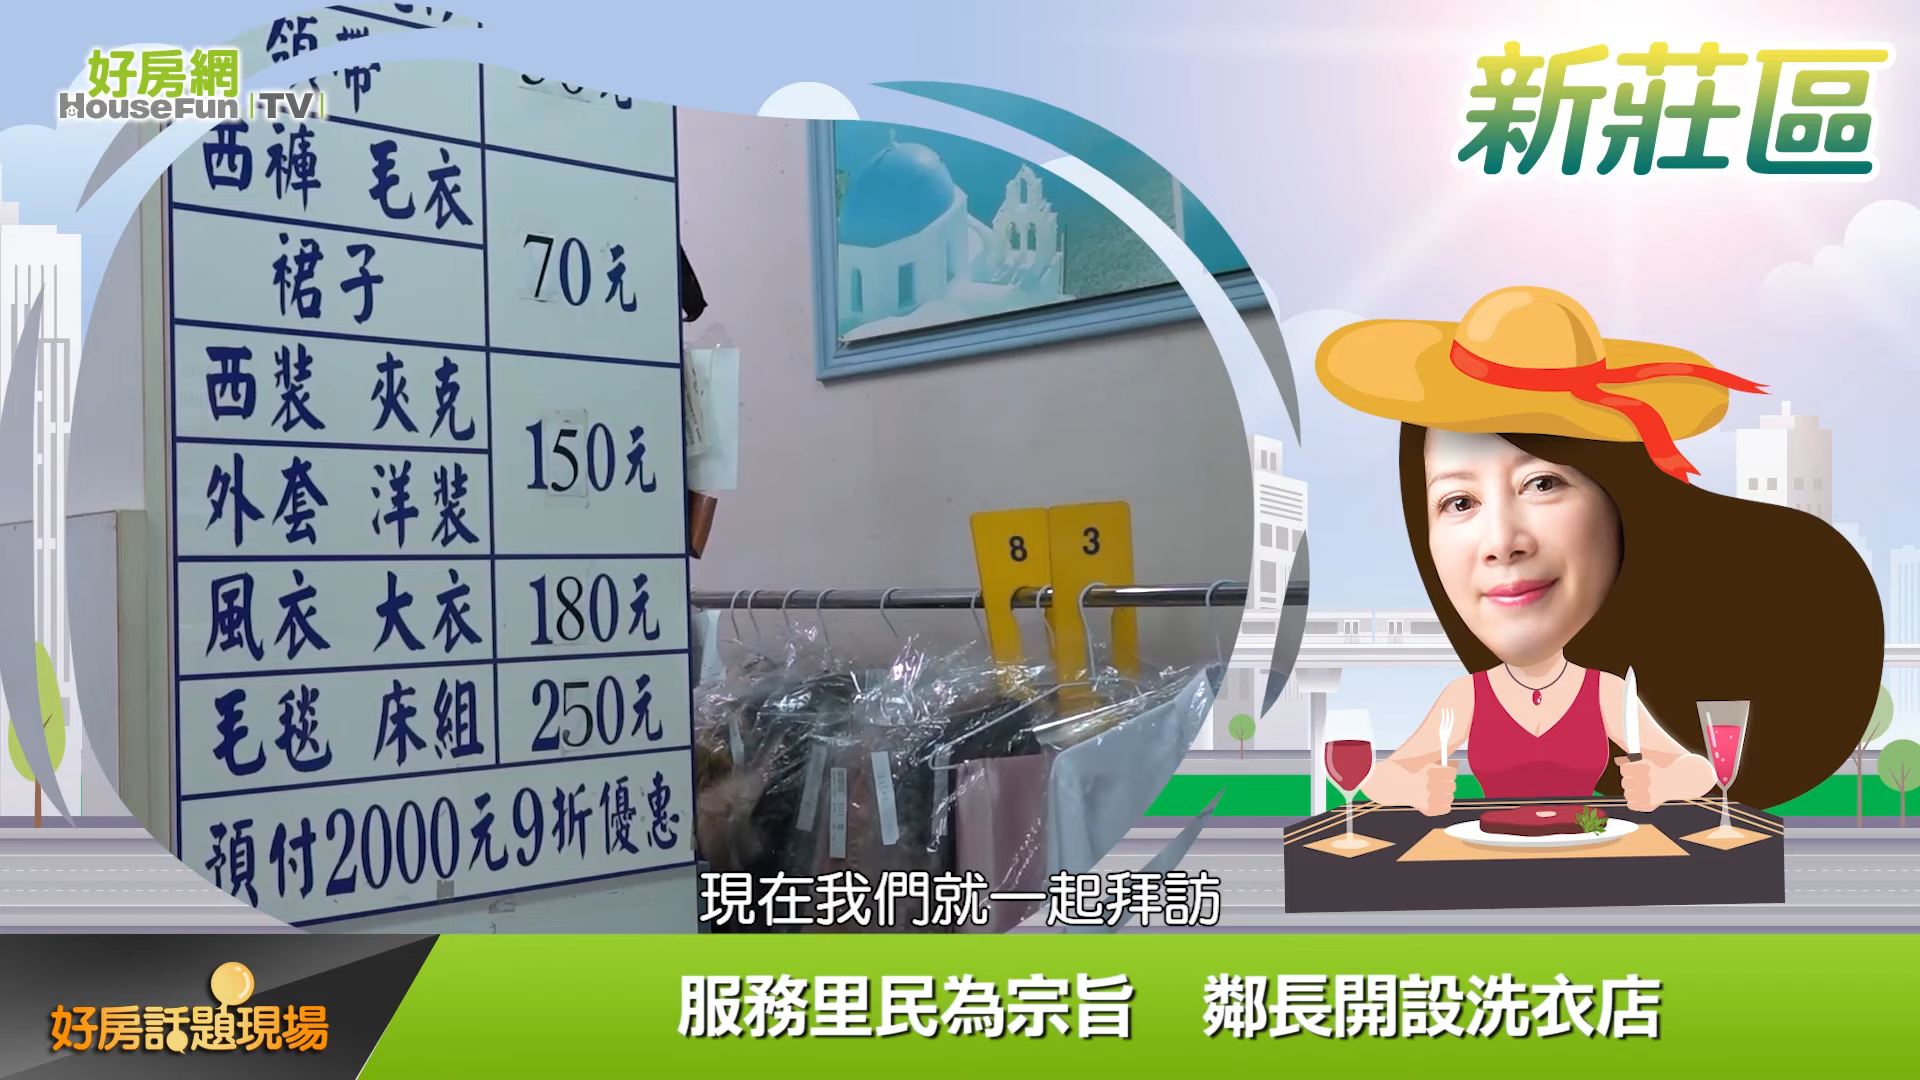 好房網
HouseFun TV
新莊區
領帶
西褲 毛衣
裙子
70元
西裝 夾克
外套 洋裝
150元
風衣 大衣
180元
毛毯 床組
250元
預付2000元9折優惠
8
3
現在我們就一起拜訪
好房話題現場
服務里民為宗旨 鄰長開設洗衣店